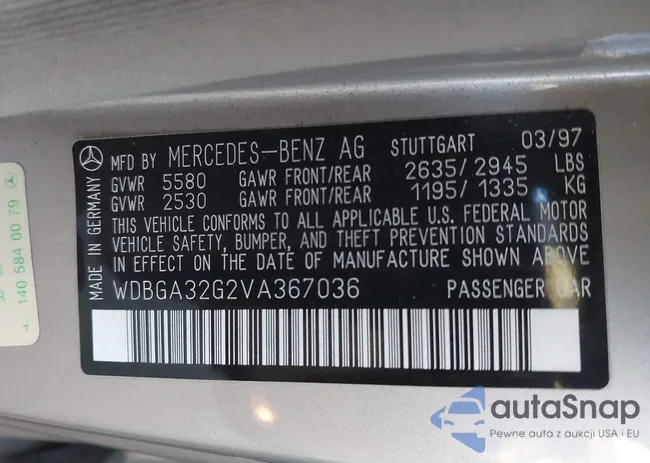 MFD BY MERCEDES-BENZ AG STUTTGART 03/97
GVWR 5580 GAWR FRONT/REAR 2635/2945 LBS
GVWR 2530 GAWR FRONT/REAR 1195/1335 KG
THIS VEHICLE CONFORMS TO ALL APPLICABLE U.S. FEDERAL MOTOR
VEHICLE SAFETY, BUMPER, AND THEFT PREVENTION STANDARDS
IN EFFECT ON THE DATE OF MANUFACTURE SHOWN ABOVE
WDBGA32G2VA367036 PASSENGER CAR
MADE IN GERMANY
A 140 584 00 79
autaSnap
Pewne auta z aukcji USA i EU